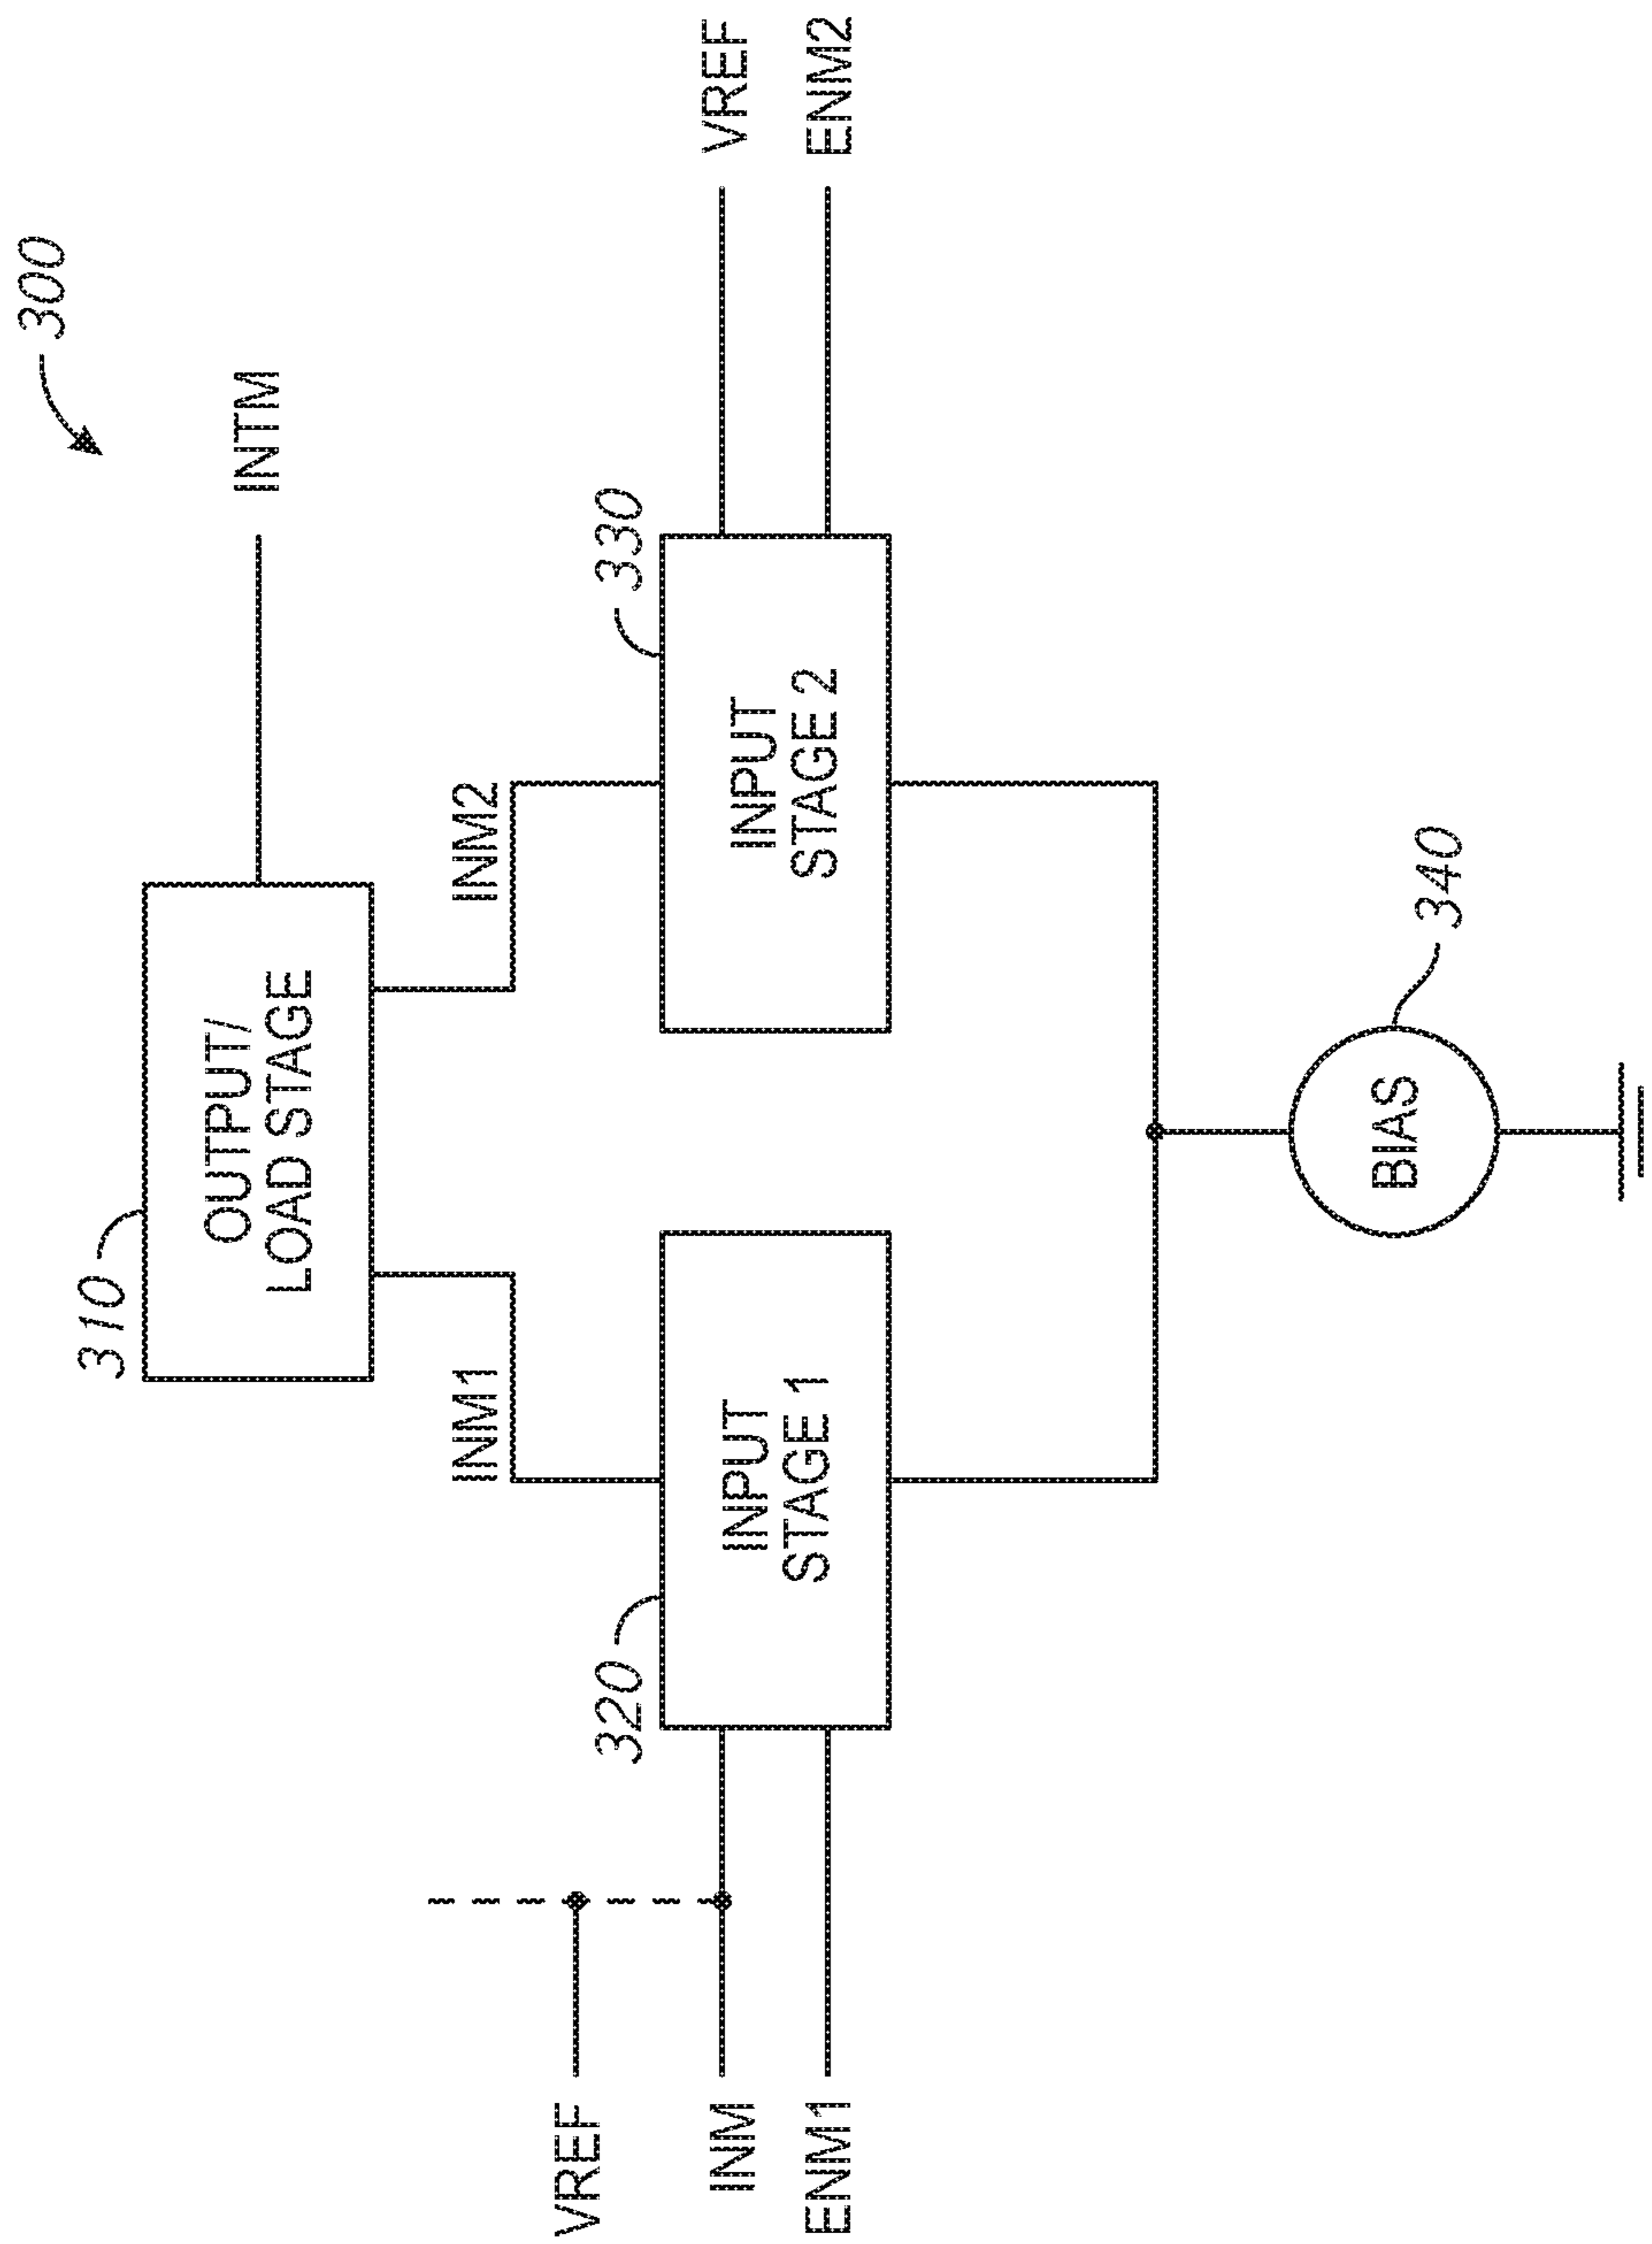 300
310
OUTPUT/
LOAD STAGE
INTM
INM1
INM2
320
INPUT
STAGE 1
330
INPUT
STAGE 2
VREF
INM
ENM1
VREF
ENM2
BIAS
340